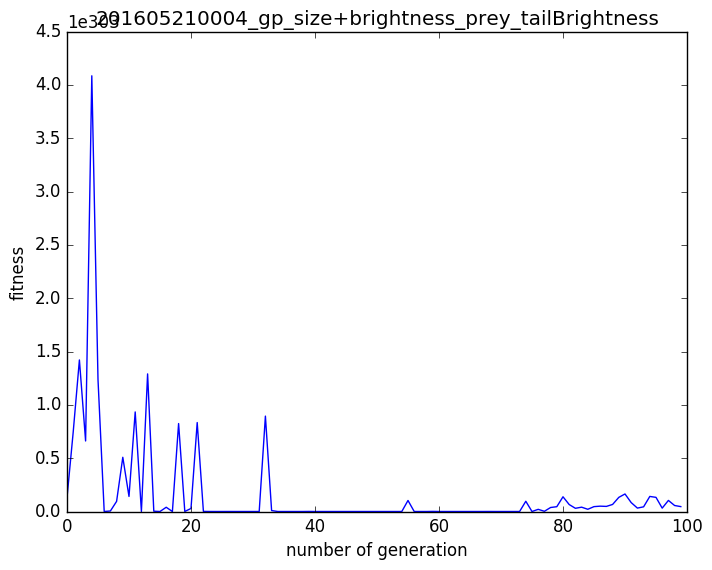 201605210004_gp_size+brightness_prey_tailBrightness
1e303
4.5
4.0
3.5
3.0
2.5
2.0
1.5
1.0
0.5
0.0
fitness
0 20 40 60 80 100
number of generation